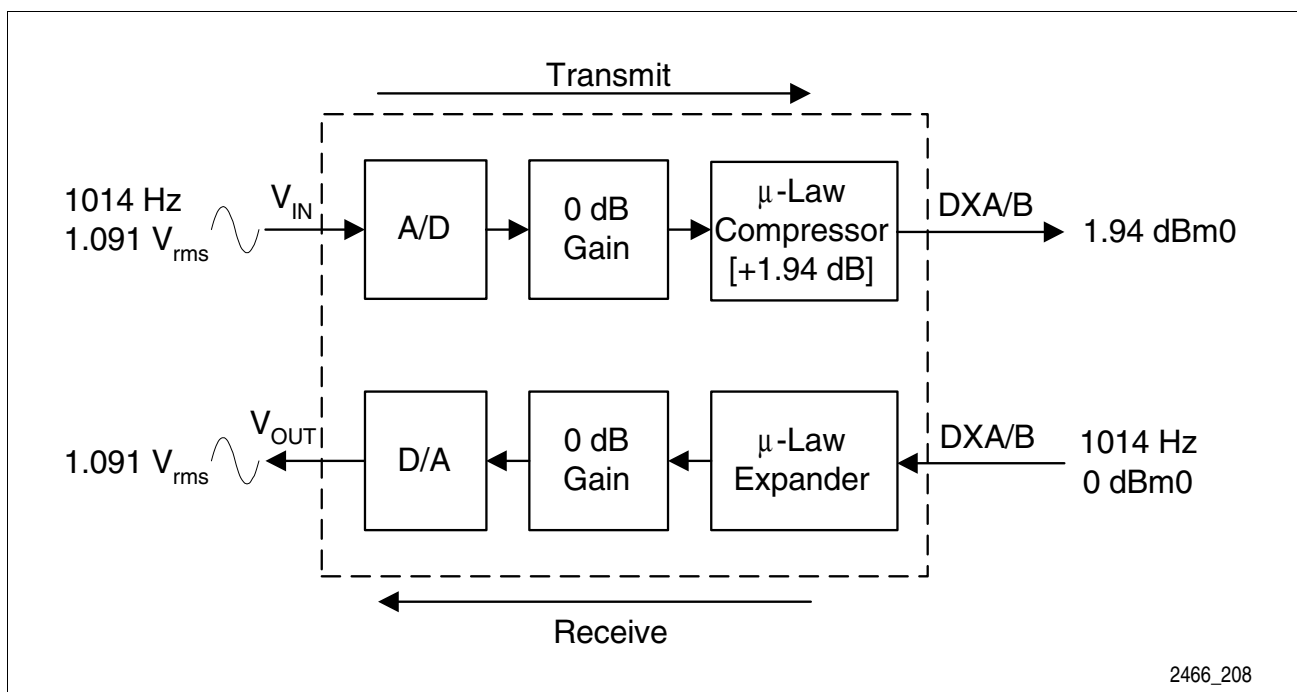 Transmit
1014 Hz
1.091 Vrms
VIN
A/D
0 dB
Gain
μ-Law
Compressor
[+1.94 dB]
DXA/B
1.94 dBm0
1.091 Vrms
VOUT
D/A
0 dB
Gain
μ-Law
Expander
DXA/B
1014 Hz
0 dBm0
Receive
2466_208